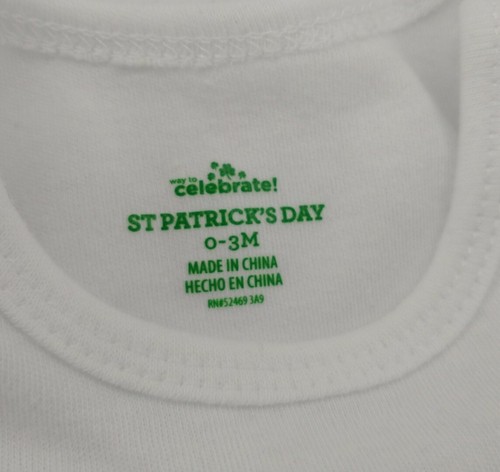 way to
celebrate!
ST PATRICK'S DAY
0-3M
MADE IN CHINA
HECHO EN CHINA
RN#52469 3A9